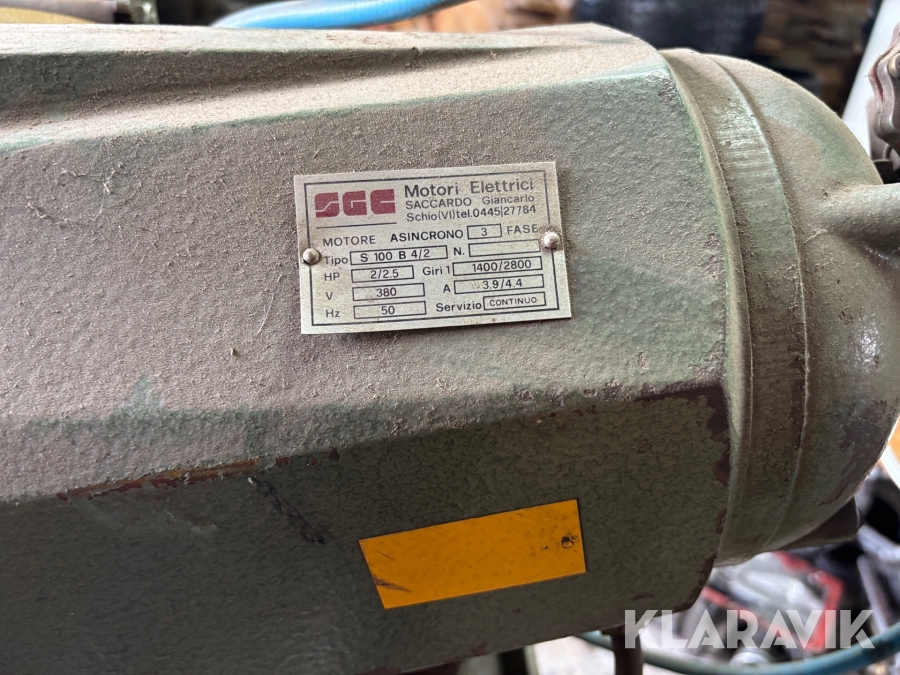 SGC Motori Elettrici
SACCARDO Giancarlo
Schio(VI)tel.0445|27784
MOTORE ASINCRONO 3 FASE
Tipo S 100 B 4/2 N.
HP 2/2.5 Giri 1 1400/2800
V 380 A 3.9/4.4
Hz 50 Servizio CONTINUO
KLARAVIK